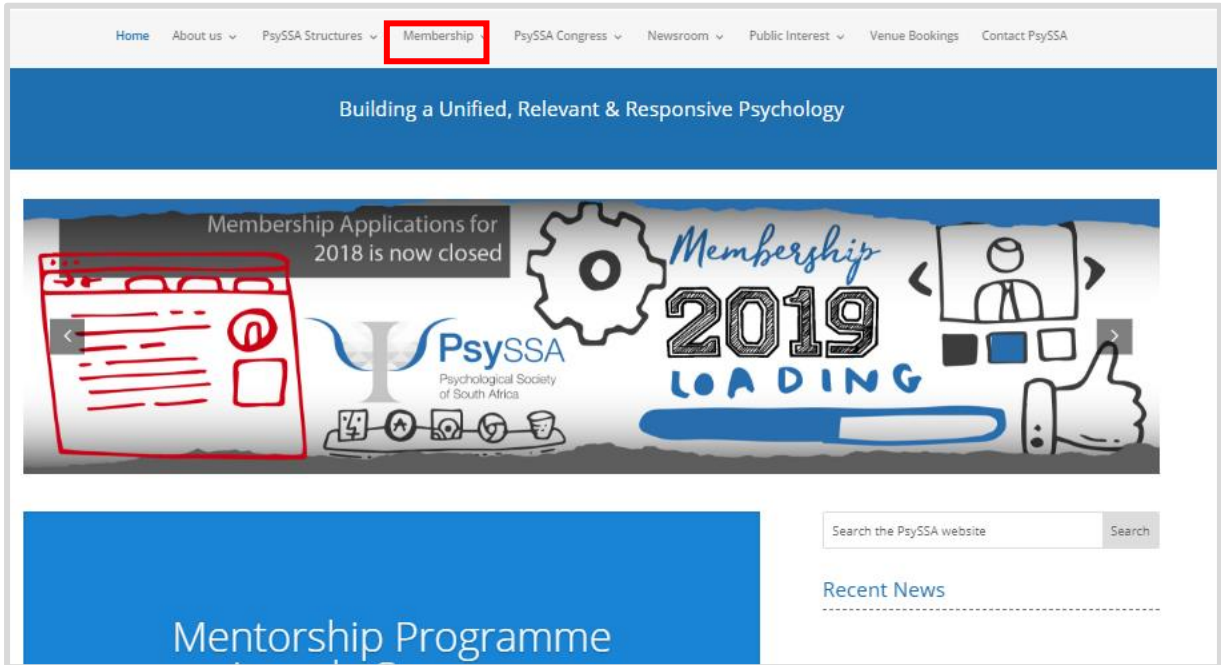 Home About us PsySSA Structures Membership PsySSA Congress Newsroom Public Interest Venue Bookings Contact PsySSA
Building a Unified, Relevant & Responsive Psychology
Membership Applications for
2018 is now closed
PsySSA
Psychological Society
of South Africa
Membership
2019
LOADING
Search the PsySSA website Search
Recent News
Mentorship Programme